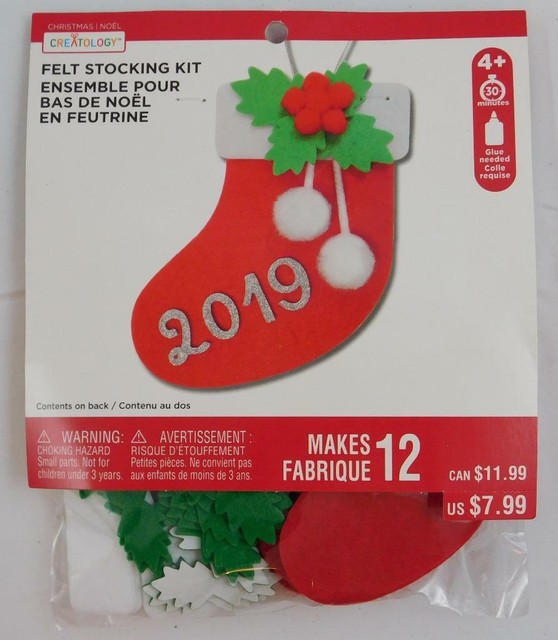 CHRISTMAS | NOËL
CREATOLOGY™
FELT STOCKING KIT
ENSEMBLE POUR
BAS DE NOËL
EN FEUTRINE
4+
30
minutes
Glue
needed
Colle
requise
2019
Contents on back / Contenu au dos
WARNING:
CHOKING HAZARD
Small parts. Not for
children under 3 years.
AVERTISSEMENT :
RISQUE D'ÉTOUFFEMENT
Petites pièces. Ne convient pas
aux enfants de moins de 3 ans.
MAKES
FABRIQUE 12
CAN $11.99
US $7.99